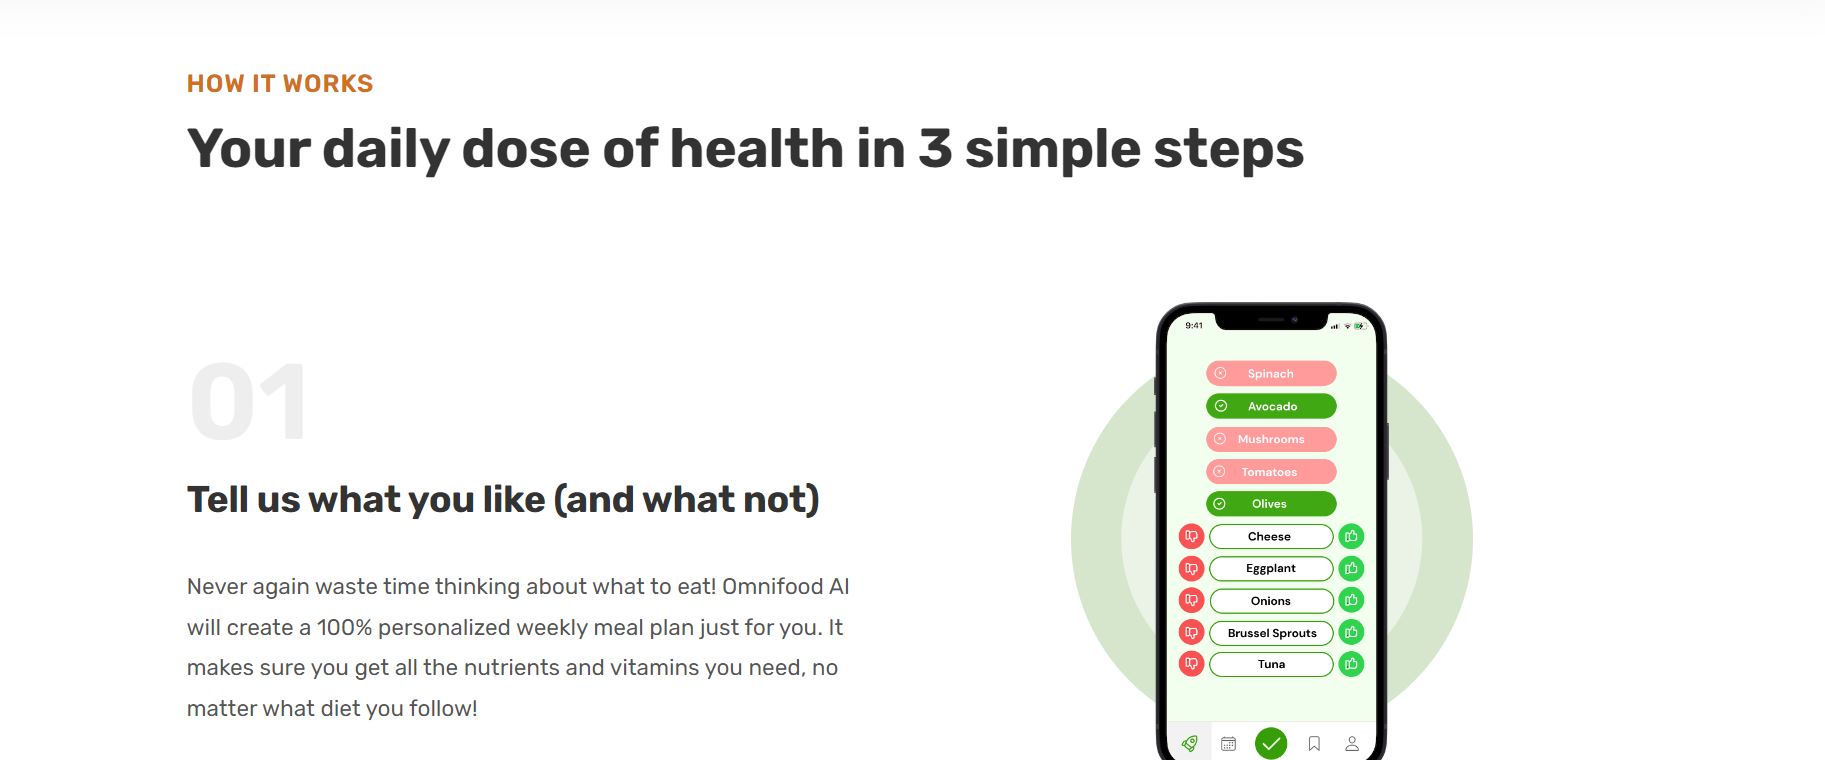 HOW IT WORKS
Your daily dose of health in 3 simple steps
01
Tell us what you like (and what not)
Never again waste time thinking about what to eat! Omnifood AI
will create a 100% personalized weekly meal plan just for you. It
makes sure you get all the nutrients and vitamins you need, no
matter what diet you follow!
9:41
Spinach
Avocado
Mushrooms
Tomatoes
Olives
Cheese
Eggplant
Onions
Brussel Sprouts
Tuna